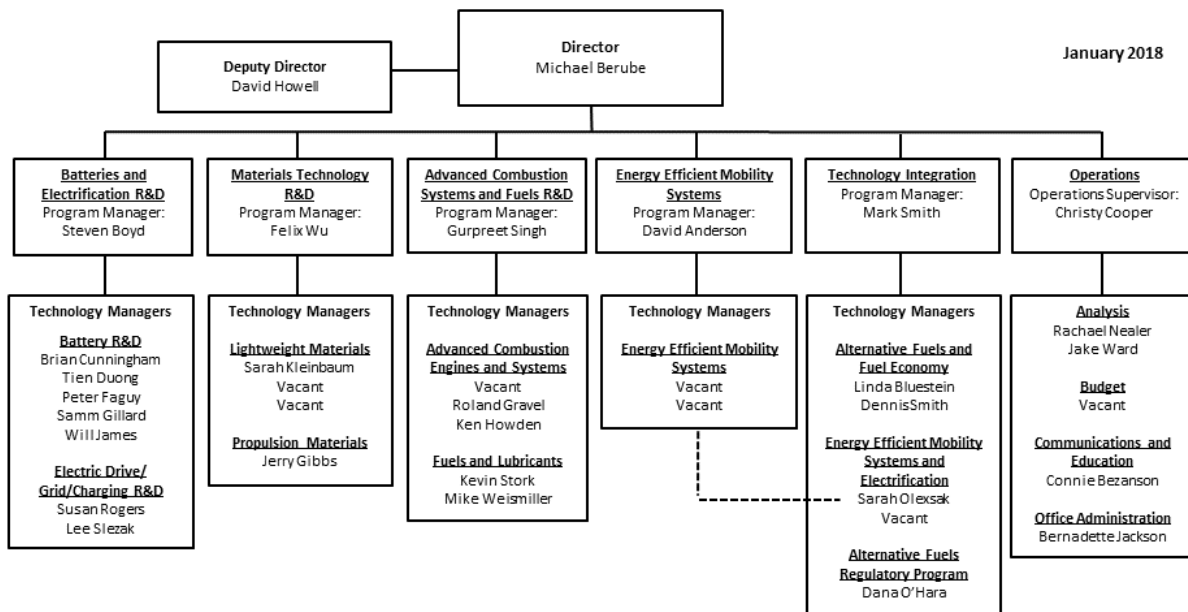 Director
Michael Berube
January 2018
Deputy Director
David Howell
Batteries and
Electrification R&D
Program Manager:
Steven Boyd
Materials Technology
R&D
Program Manager:
Felix Wu
Advanced Combustion
Systems and Fuels R&D
Program Manager:
Gurpreet Singh
Energy Efficient Mobility
Systems
Program Manager:
David Anderson
Technology Integration
Program Manager:
Mark Smith
Operations
Operations Supervisor:
Christy Cooper
Technology Managers
Battery R&D
Brian Cunningham
Tien Duong
Peter Faguy
Samm Gillard
Will James
Electric Drive/
Grid/Charging R&D
Susan Rogers
Lee Slezak
Technology Managers
Lightweight Materials
Sarah Kleinbaum
Vacant
Vacant
Propulsion Materials
Jerry Gibbs
Technology Managers
Advanced Combustion
Engines and Systems
Vacant
Roland Gravel
Ken Howden
Fuels and Lubricants
Kevin Stork
Mike Weismiller
Technology Managers
Energy Efficient Mobility
Systems
Vacant
Vacant
Technology Managers
Alternative Fuels and
Fuel Economy
Linda Bluestein
Dennis Smith
Energy Efficient Mobility
Systems and
Electrification
Sarah Olexsak
Vacant
Alternative Fuels
Regulatory Program
Dana O'Hara
Analysis
Rachael Nealer
Jake Ward
Budget
Vacant
Communications and
Education
Connie Bezanson
Office Administration
Bernadette Jackson